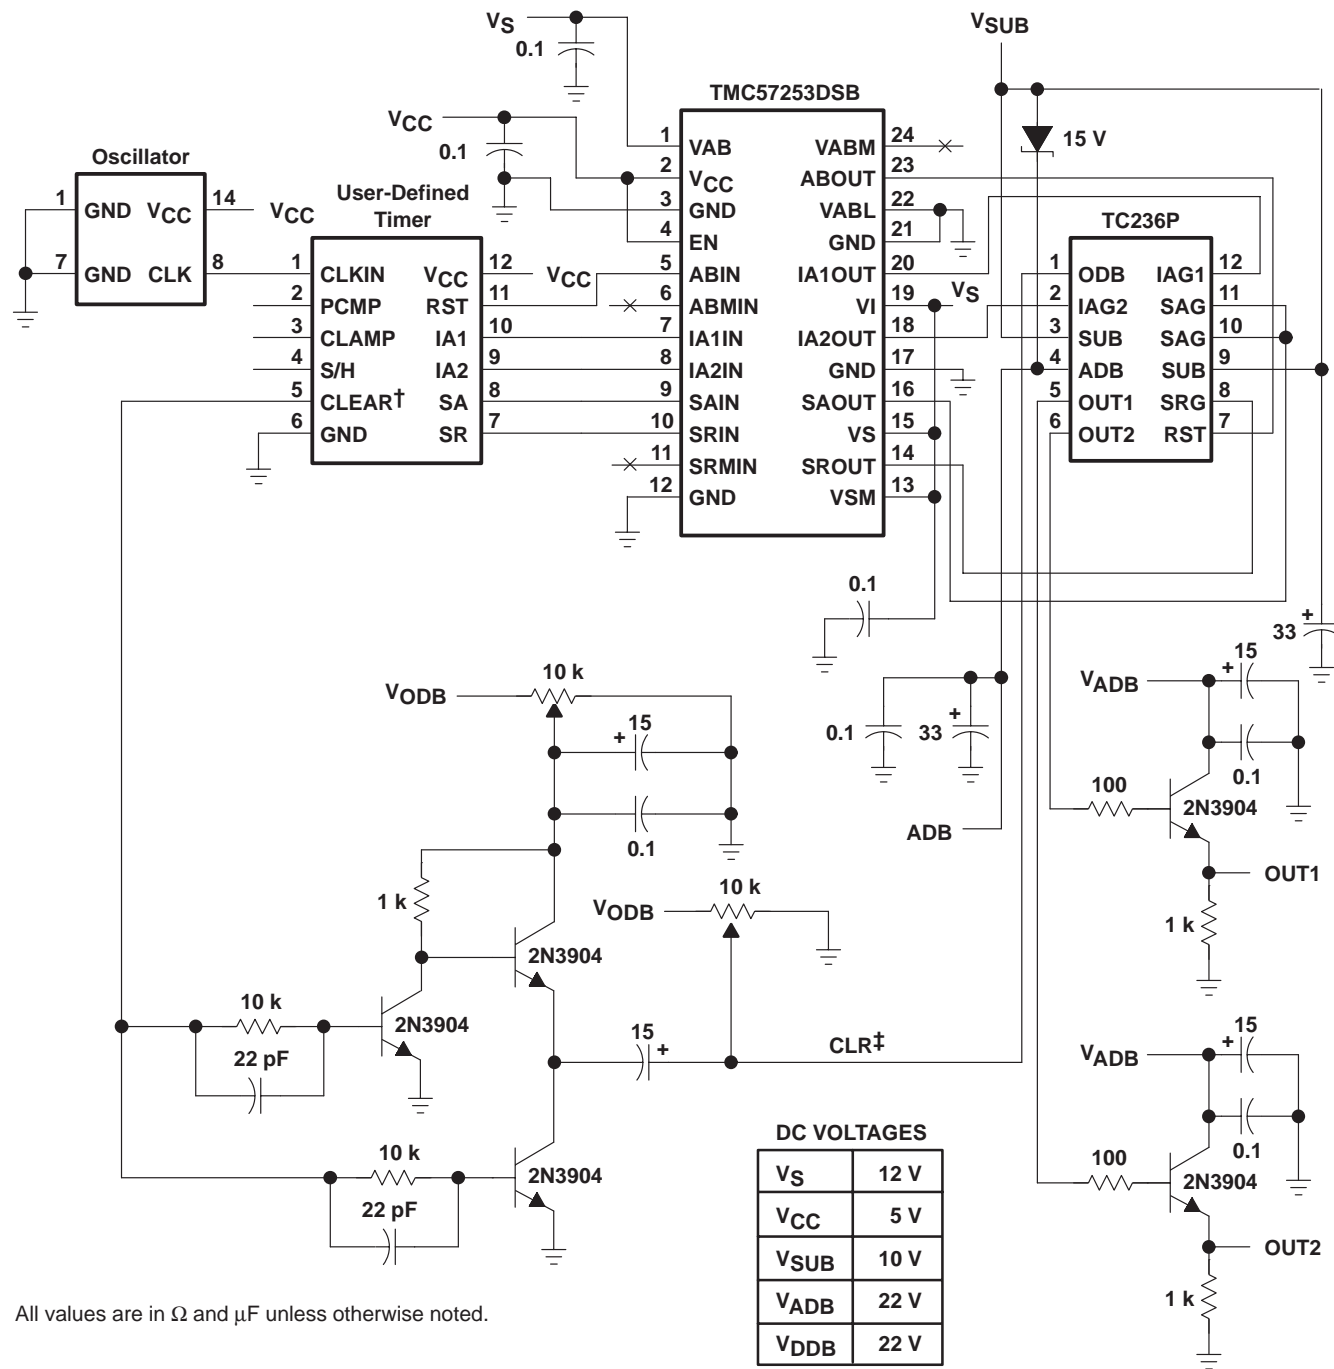 VS
0.1
VCC
0.1
VSUB
15 V
Oscillator
1 GND VCC 14 VCC
7 GND CLK 8
User-Defined
Timer
1 CLKIN VCC 12 VCC
2 PCMP RST 11
3 CLAMP IA1 10
4 S/H IA2 9
5 CLEAR† SA 8
6 GND SR 7
TMC57253DSB
1 VAB VABM 24
2 VCC ABOUT 23
3 GND VABL 22
4 EN GND 21
5 ABIN IA1OUT 20
6 ABMIN VI 19 VS
7 IA1IN IA2OUT 18
8 IA2IN GND 17
9 SAIN SAOUT 16
10 SRIN VS 15
11 SRMIN SROUT 14
12 GND VSM 13
TC236P
1 ODB IAG1 12
2 IAG2 SAG 11
3 SUB SAG 10
4 ADB SUB 9
5 OUT1 SRG 8
6 OUT2 RST 7
0.1
33 +
0.1 33 +
ADB
VODB 10 k
+ 15
0.1
1 k
2N3904
10 k
2N3904
22 pF
10 k
2N3904
22 pF
VODB 10 k
15 +
CLR‡
VADB + 15
0.1
100
2N3904
OUT1
1 k
VADB + 15
0.1
100
2N3904
OUT2
1 k
DC VOLTAGES
VS 12 V
VCC 5 V
VSUB 10 V
VADB 22 V
VDDB 22 V
All values are in Ω and μF unless otherwise noted.